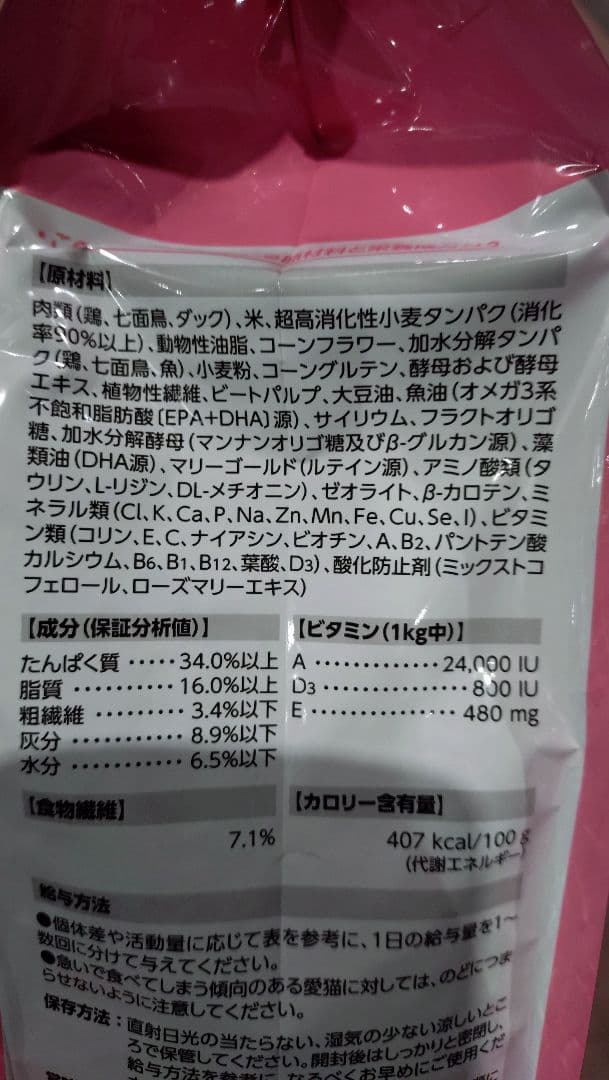 【原材料】
肉類（鶏、七面鳥、ダック）、米、超高消化性小麦タンパク（消化
率90%以上）、動物性油脂、コーンフラワー、加水分解タンパ
ク（鶏、七面鳥、魚）、小麦粉、コーングルテン、酵母および酵母
エキス、植物性繊維、ビートパルプ、大豆油、魚油（オメガ3系
不飽和脂肪酸〔EPA+DHA〕源）、サイリウム、フラクトオリゴ
糖、加水分解酵母（マンナンオリゴ糖及びβ-グルカン源）、藻
類油（DHA源）、マリーゴールド（ルテイン源）、アミノ酸類（タ
ウリン、L-リジン、DL-メチオニン）、ゼオライト、β-カロテン、ミ
ネラル類（Cl、K、Ca、P、Na、Zn、Mn、Fe、Cu、Se、I）、ビタミ
ン類（コリン、E、C、ナイアシン、ビオチン、A、B2、パントテン酸
カルシウム、B6、B1、B12、葉酸、D3）、酸化防止剤（ミックストコ
フェロール、ローズマリーエキス）
【成分（保証分析値）】
たんぱく質 ･････34.0%以上
脂質 ･･････････ 16.0%以上
粗繊維 ･････････ 3.4%以下
灰分 ･･･････････ 8.9%以下
水分 ･･･････････ 6.5%以下
【ビタミン（1kg中）】
A ･････････････24,000 IU
D3 ･･･････････････800 IU
E ･･･････････････ 480 mg
【食物繊維】
7.1%
【カロリー含有量】
407 kcal/100 g
（代謝エネルギー）
給与方法
●個体差や活動量に応じて表を参考に、1日の給与量を1～
数回に分けて与えてください。
●急いで食べてしまう傾向のある愛猫に対しては、のどにつま
らせないように注意してください。
保存方法：直射日光の当たらない、湿気の少ない涼しいとこ
ろで保管してください。開封後はしっかりと密閉し、
給与方法を参考に、なるべくお早めにご使用くだ